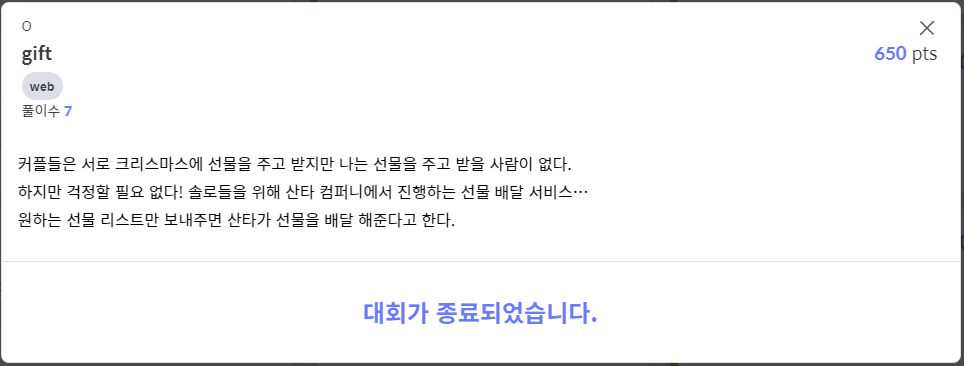 O
gift
650 pts
web
풀이수 7
커플들은 서로 크리스마스에 선물을 주고 받지만 나는 선물을 주고 받을 사람이 없다.
하지만 걱정할 필요 없다! 솔로들을 위해 산타 컴퍼니에서 진행하는 선물 배달 서비스…
원하는 선물 리스트만 보내주면 산타가 선물을 배달 해준다고 한다.
대회가 종료되었습니다.